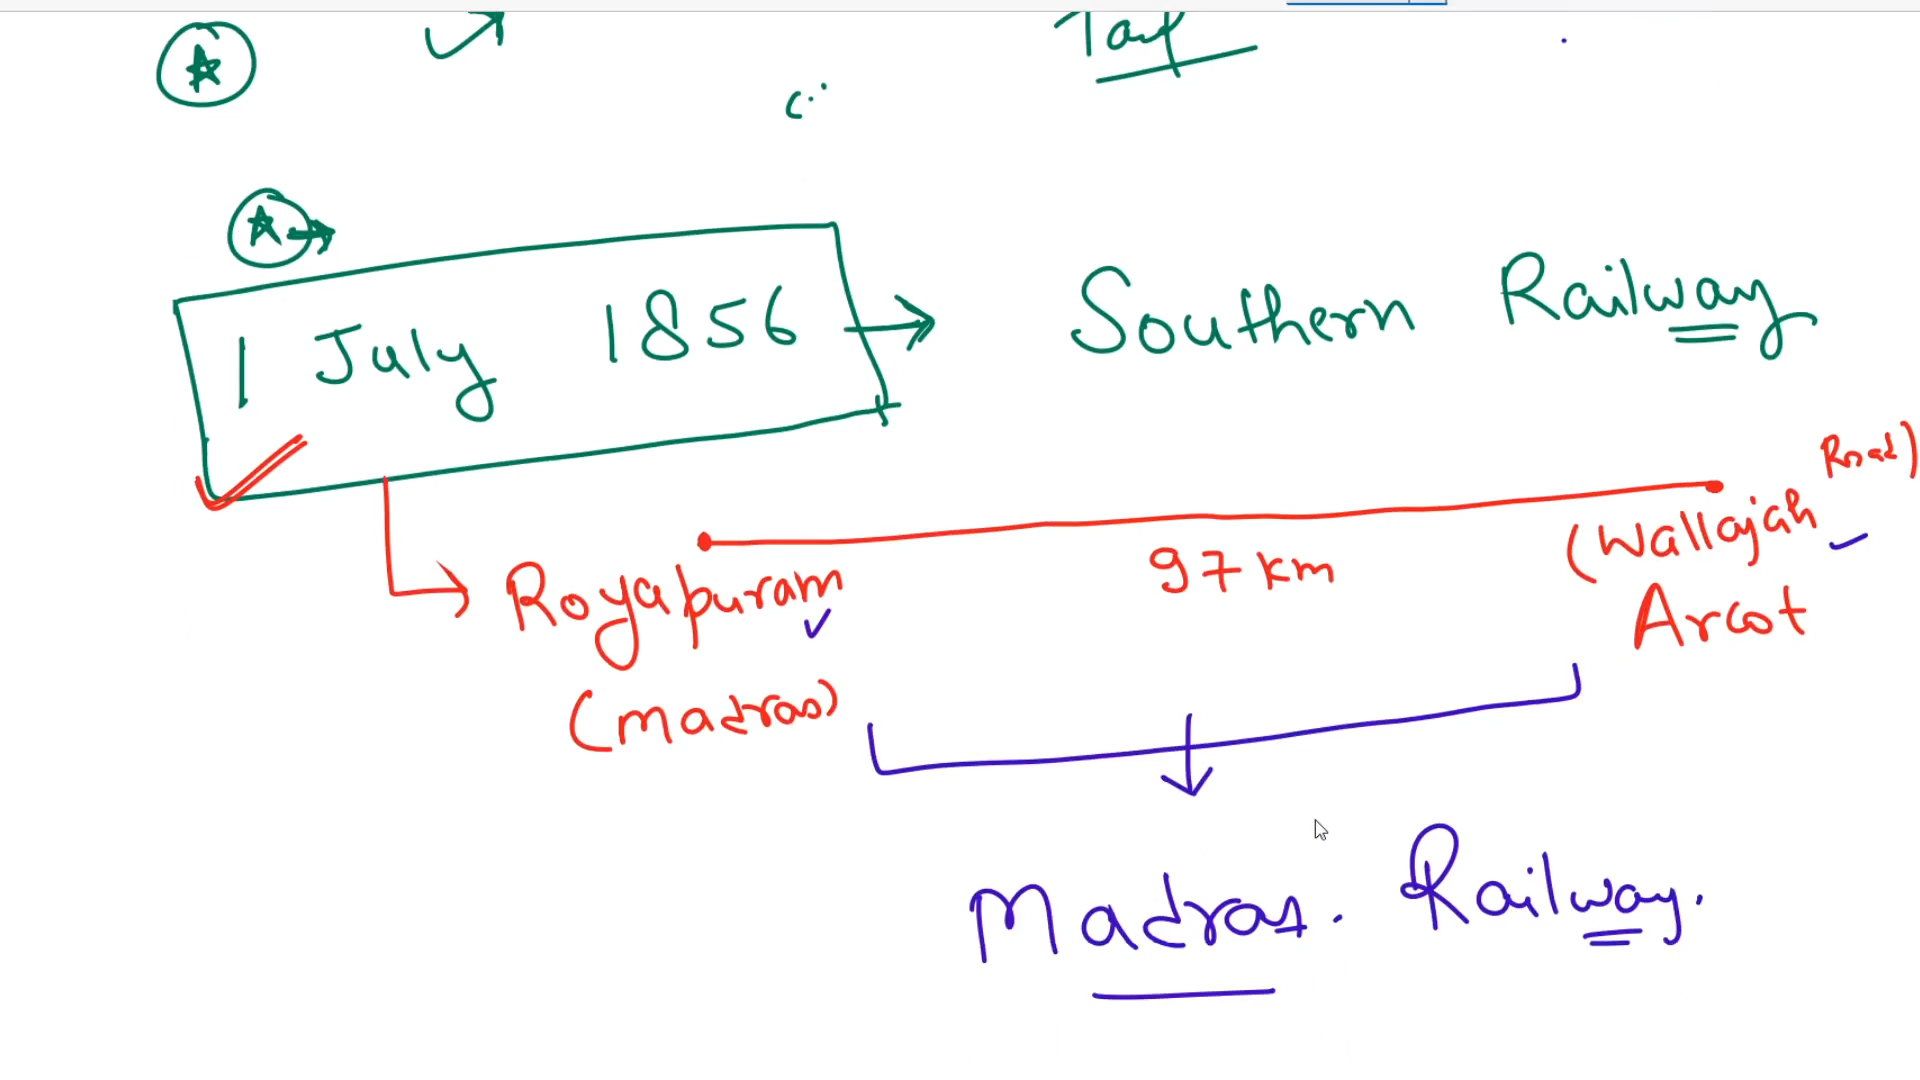 1 July 1856 → Southern Railway
Road)
Royapuram 97 km (Wallajah
(madras) Arcot
Madras. Railway.